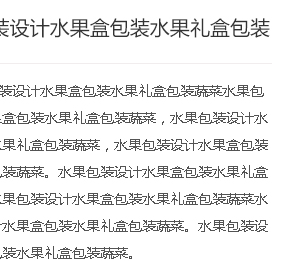 装设计水果盒包装水果礼盒包装
装设计水果盒包装水果礼盒包装蔬菜水果包
盒包装水果礼盒包装蔬菜，水果包装设计水
果礼盒包装蔬菜，水果包装设计水果盒包装
装蔬菜。水果包装设计水果盒包装水果礼盒
果包装设计水果盒包装水果礼盒包装蔬菜水
计水果盒包装水果礼盒包装蔬菜。水果包装设
装水果礼盒包装蔬菜。